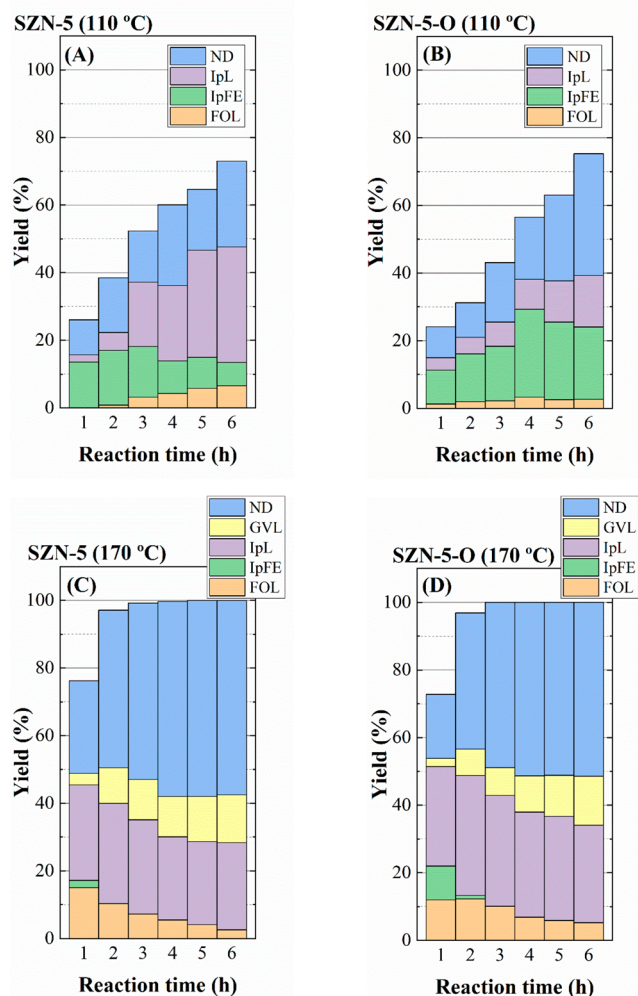 SZN-5 (110 ºC)
(A)
ND
IpL
IpFE
FOL
100
80
60
40
20
0
Yield (%)
1 2 3 4 5 6
Reaction time (h)
SZN-5-O (110 ºC)
(B)
ND
IpL
IpFE
FOL
100
80
60
40
20
0
Yield (%)
1 2 3 4 5 6
Reaction time (h)
SZN-5 (170 ºC)
(C)
ND
GVL
IpL
IpFE
FOL
100
80
60
40
20
0
Yield (%)
1 2 3 4 5 6
Reaction time (h)
SZN-5-O (170 ºC)
(D)
ND
GVL
IpL
IpFE
FOL
100
80
60
40
20
0
Yield (%)
1 2 3 4 5 6
Reaction time (h)